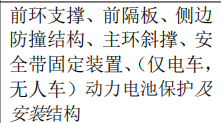 前环支撑、前隔板、侧边
防撞结构、主环斜撑、安
全带固定装置、（仅电车，
无人车）动力电池保护及
安装结构